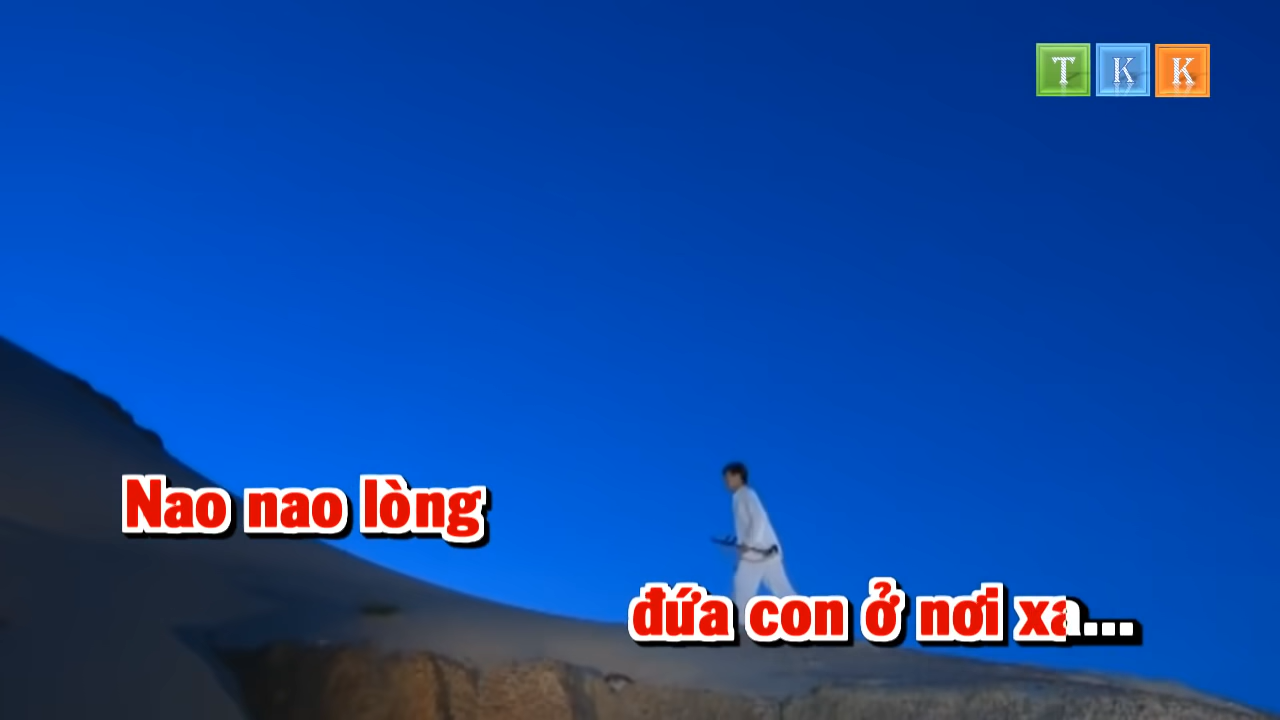 T K K
Nao nao lòng
đứa con ở nơi xa...